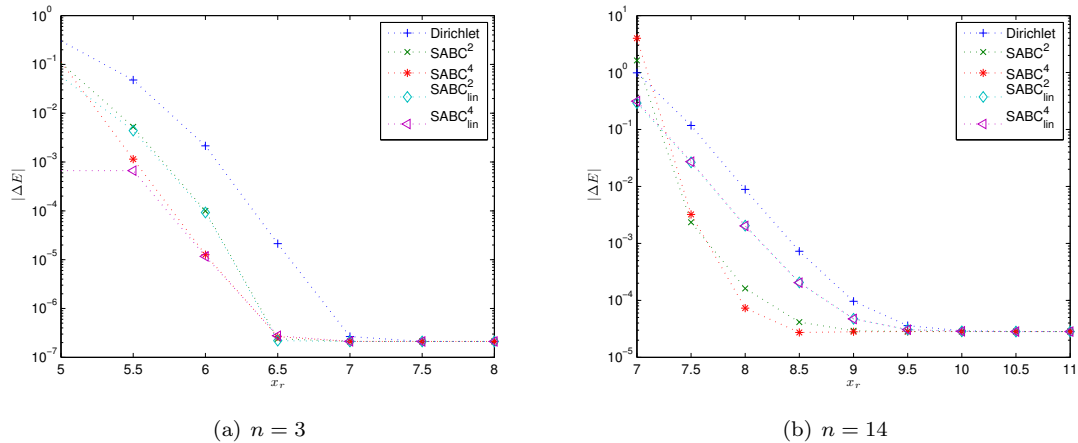 10^0
10^-1
10^-2
10^-3
10^-4
10^-5
10^-6
10^-7
|ΔE|
5 5.5 6 6.5 7 7.5 8
x_r
Dirichlet
SABC^2
SABC^4
SABC^2_lin
SABC^4_lin
(a) n = 3
10^1
10^0
10^-1
10^-2
10^-3
10^-4
10^-5
|ΔE|
7 7.5 8 8.5 9 9.5 10 10.5 11
x_r
Dirichlet
SABC^2
SABC^4
SABC^2_lin
SABC^4_lin
(b) n = 14